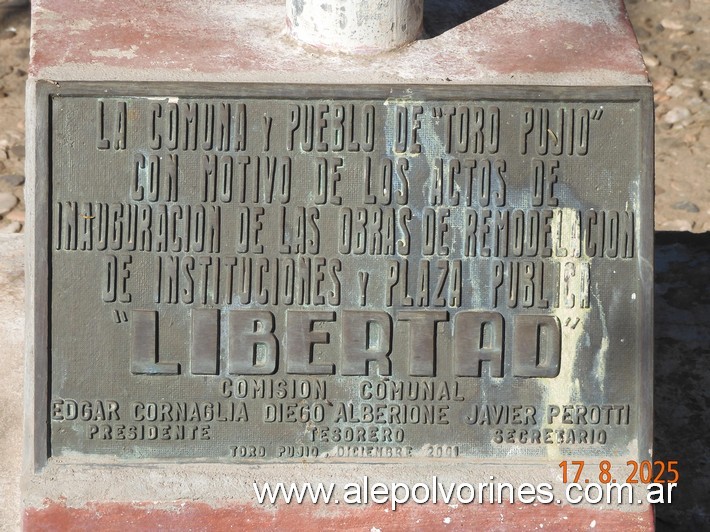 LA COMUNA y PUEBLO DE "TORO PUJIO"
CON MOTIVO DE LOS ACTOS DE
INAUGURACION DE LAS OBRAS DE REMODELACION
DE INSTITUCIONES y PLAZA PUBLICA
"LIBERTAD"
COMISION COMUNAL
EDGAR CORNAGLIA DIEGO ALBERIONE JAVIER PEROTTI
PRESIDENTE TESORERO SECRETARIO
TORO PUJIO, DICIEMBRE 2001
17.8.2025
www.alepolvorines.com.ar